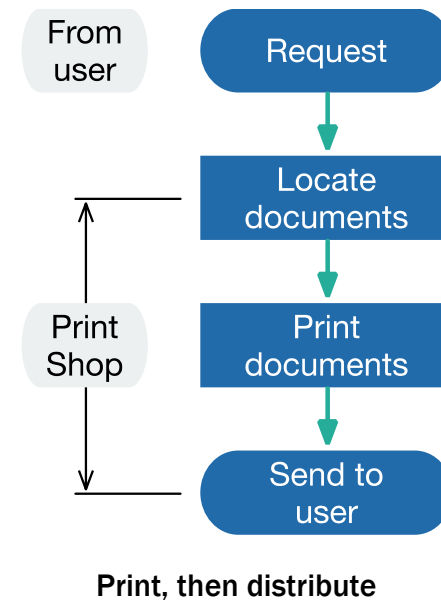 From
user
Request
Locate
documents
Print
Shop
Print
documents
Send to
user
Print, then distribute